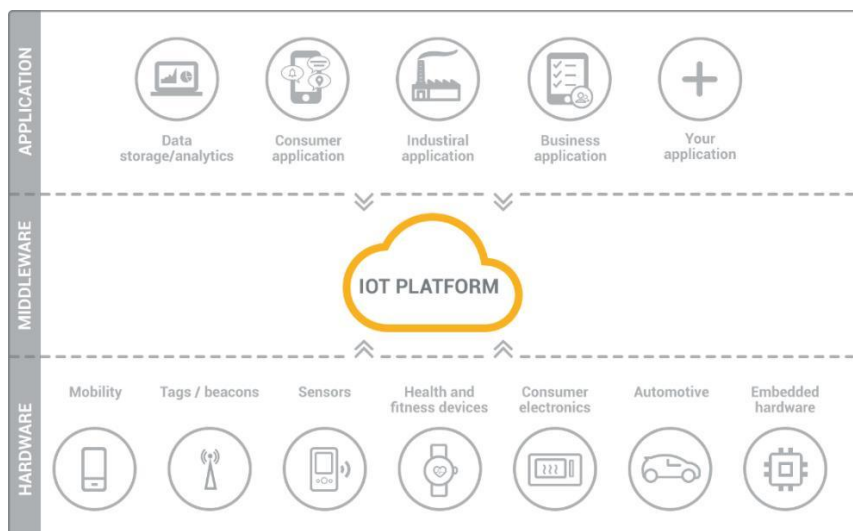 APPLICATION
Data
storage/analytics
Consumer
application
Industiral
application
Business
application
Your
application
MIDDLEWARE
IOT PLATFORM
HARDWARE
Mobility
Tags / beacons
Sensors
Health and
fitness devices
Consumer
electronics
Automotive
Embedded
hardware